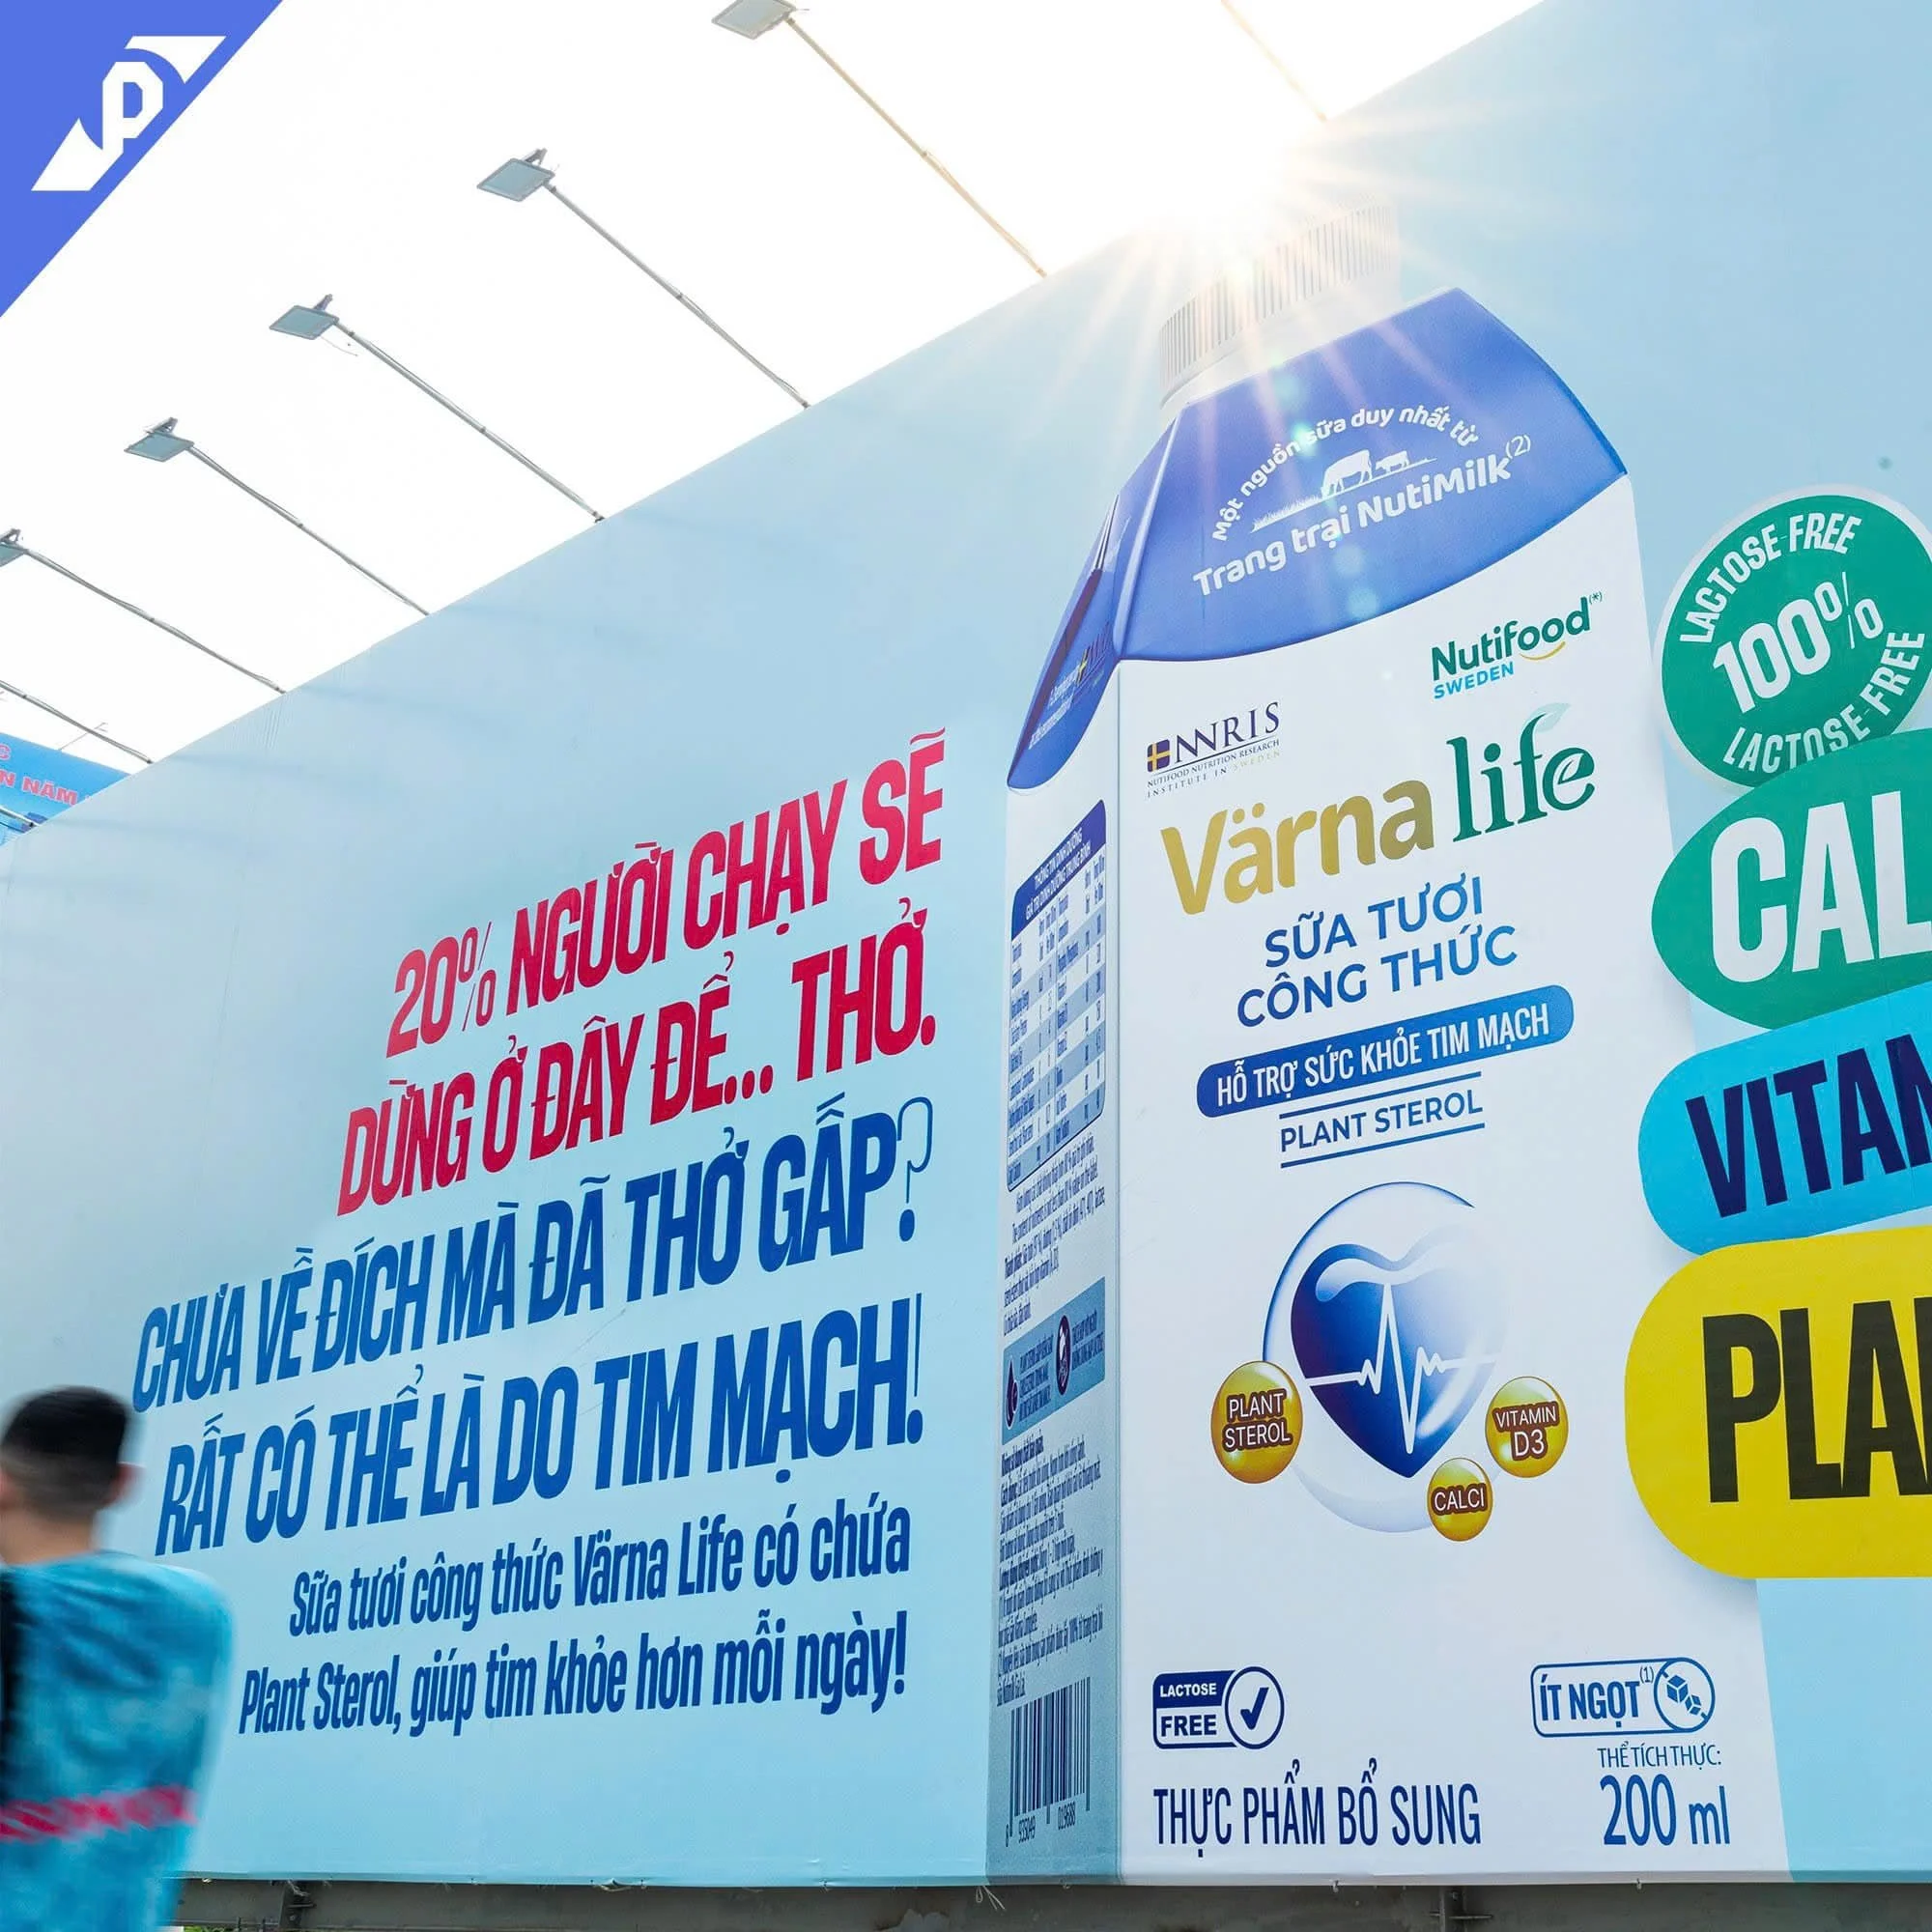 P
N NĂM
20% NGƯỜI CHẠY SẼ
DỪNG Ở ĐÂY ĐỂ... THỞ.
CHƯA VỀ ĐÍCH MÀ ĐÃ THỞ GẤP?
RẤT CÓ THỂ LÀ DO TIM MẠCH!
Sữa tươi công thức Värna Life có chứa
Plant Sterol, giúp tim khỏe hơn mỗi ngày!
Một nguồn sữa duy nhất từ
Trang trại NutiMilk(2)
Nutifood(*)
SWEDEN
NNRIS
NUTIFOOD NUTRITION RESEARCH
INSTITUTE IN SWEDEN
Värna life
SỮA TƯƠI
CÔNG THỨC
HỖ TRỢ SỨC KHỎE TIM MẠCH
PLANT STEROL
PLANT
STEROL
VITAMIN
D3
CALCI
LACTOSE
FREE
ÍT NGỌT(1)
THỂ TÍCH THỰC:
200 ml
THỰC PHẨM BỔ SUNG
LACTOSE FREE
100%
LACTOSE FREE
CAL
VITAM
PLA